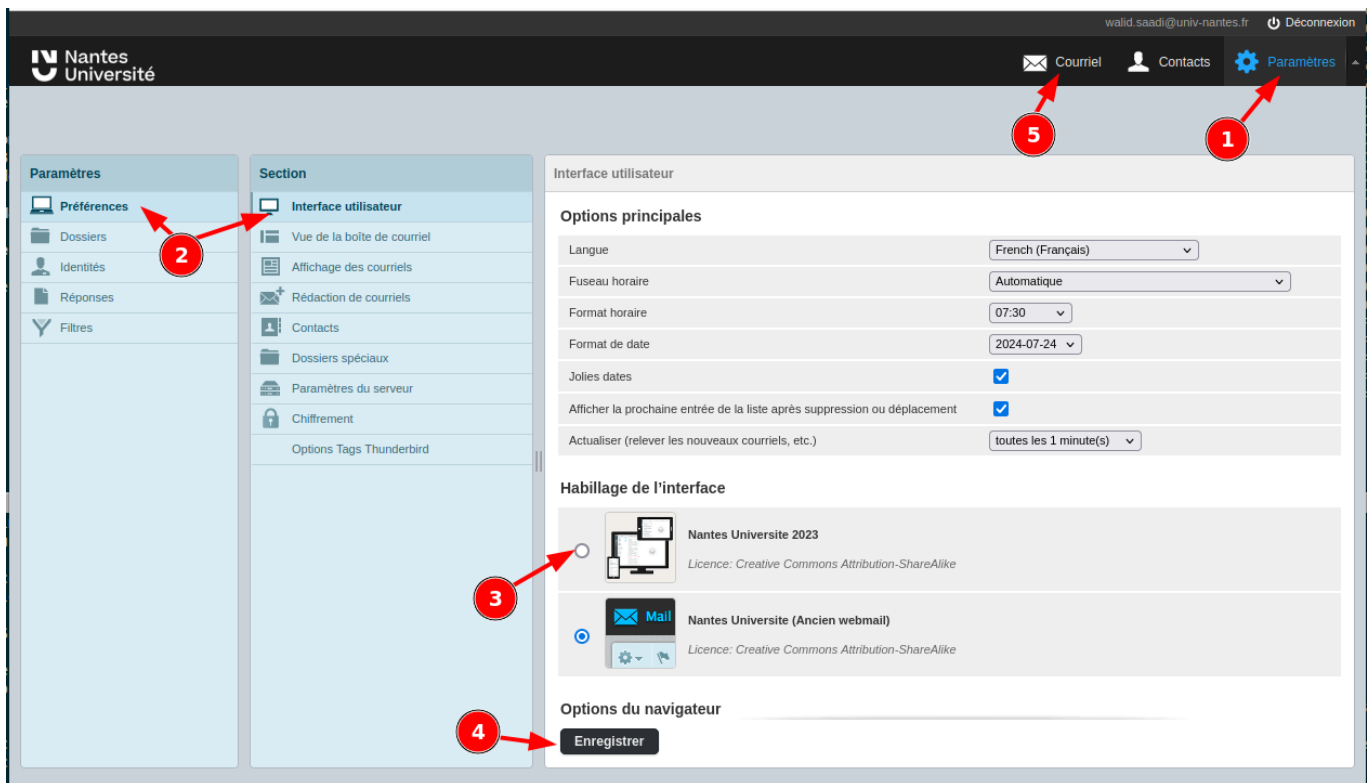 walid.saadi@univ-nantes.fr Déconnexion
Nantes
Université
Courriel Contacts Paramètres
5 1
Paramètres
Préférences
Dossiers
Identités
Réponses
Filtres
2
Section
Interface utilisateur
Vue de la boîte de courriel
Affichage des courriels
Rédaction de courriels
Contacts
Dossiers spéciaux
Paramètres du serveur
Chiffrement
Options Tags Thunderbird
Interface utilisateur
Options principales
Langue French (Français)
Fuseau horaire Automatique
Format horaire 07:30
Format de date 2024-07-24
Jolies dates
Afficher la prochaine entrée de la liste après suppression ou déplacement
Actualiser (relever les nouveaux courriels, etc.) toutes les 1 minute(s)
Habillage de l’interface
Nantes Universite 2023
Licence: Creative Commons Attribution-ShareAlike
3
Mail
Nantes Universite (Ancien webmail)
Licence: Creative Commons Attribution-ShareAlike
Options du navigateur
4
Enregistrer